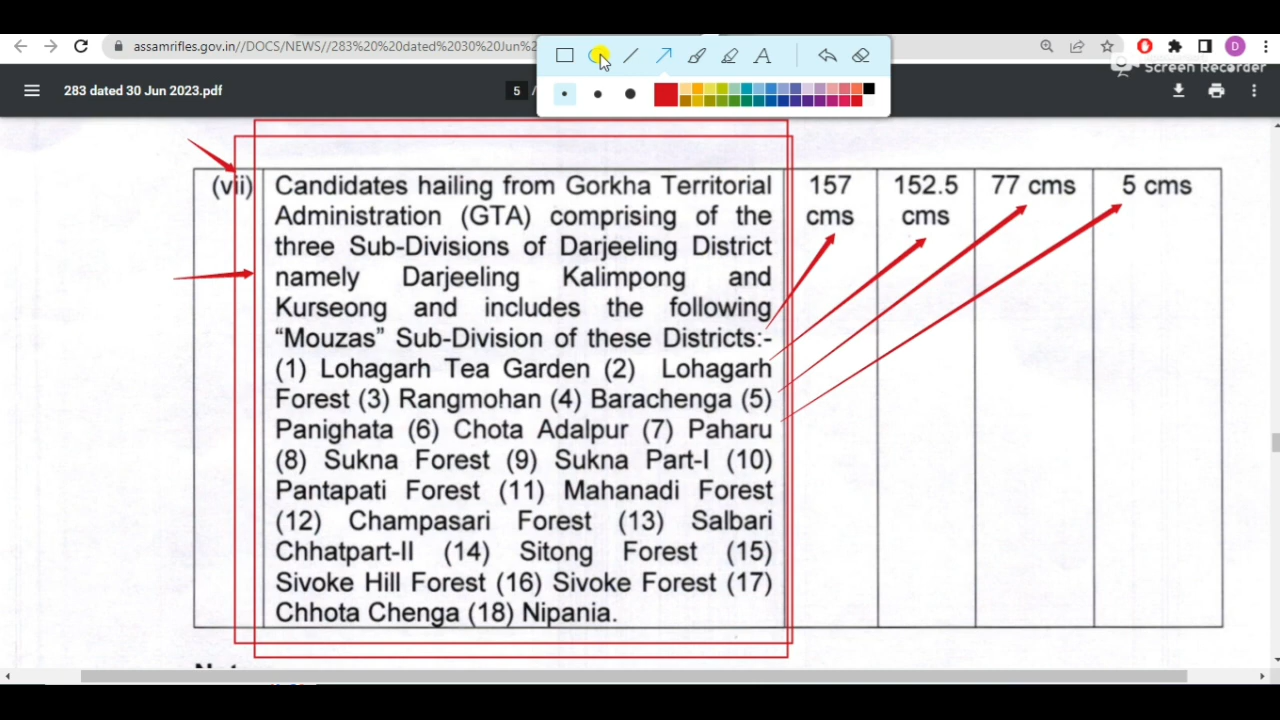 assamrifles.gov.in//DOCS/NEWS//283%20%20dated%2030%20Jun%2
D
Screen Recorder
283 dated 30 Jun 2023.pdf
5 /
A
(vii) Candidates hailing from Gorkha Territorial 157 152.5 77 cms 5 cms
Administration (GTA) comprising of the cms cms
three Sub-Divisions of Darjeeling District
namely Darjeeling Kalimpong and
Kurseong and includes the following
“Mouzas” Sub-Division of these Districts:-
(1) Lohagarh Tea Garden (2) Lohagarh
Forest (3) Rangmohan (4) Barachenga (5)
Panighata (6) Chota Adalpur (7) Paharu
(8) Sukna Forest (9) Sukna Part-I (10)
Pantapati Forest (11) Mahanadi Forest
(12) Champasari Forest (13) Salbari
Chhatpart-II (14) Sitong Forest (15)
Sivoke Hill Forest (16) Sivoke Forest (17)
Chhota Chenga (18) Nipania.